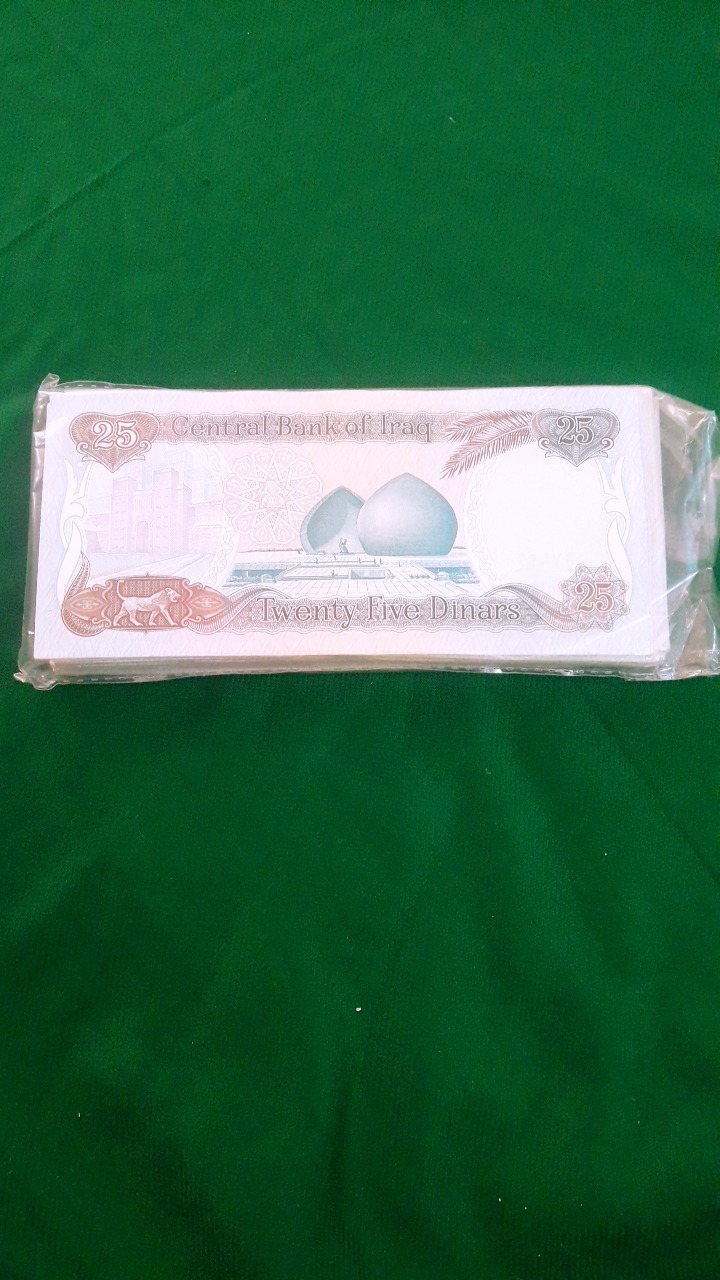 25 Central Bank of Iraq 25
Twenty Five Dinars 25